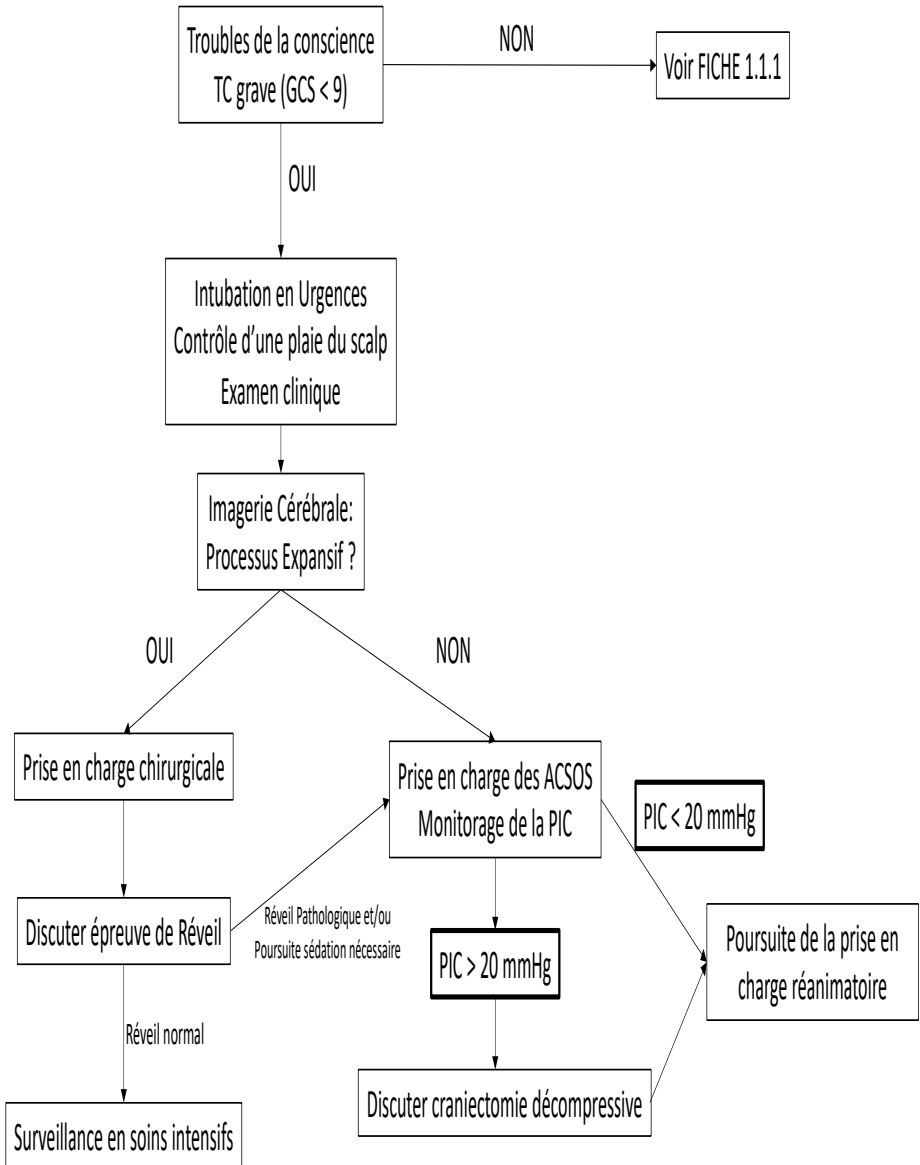 Troubles de la conscience
TC grave (GCS < 9)
NON
Voir FICHE 1.1.1
OUI
Intubation en Urgences
Contrôle d'une plaie du scalp
Examen clinique
Imagerie Cérébrale:
Processus Expansif ?
OUI
NON
Prise en charge chirurgicale
Prise en charge des ACSOS
Monitorage de la PIC
PIC < 20 mmHg
Discuter épreuve de Réveil
Réveil Pathologique et/ou
Poursuite sédation nécessaire
PIC > 20 mmHg
Poursuite de la prise en
charge réanimatoire
Réveil normal
Discuter craniectomie décompressive
Surveillance en soins intensifs